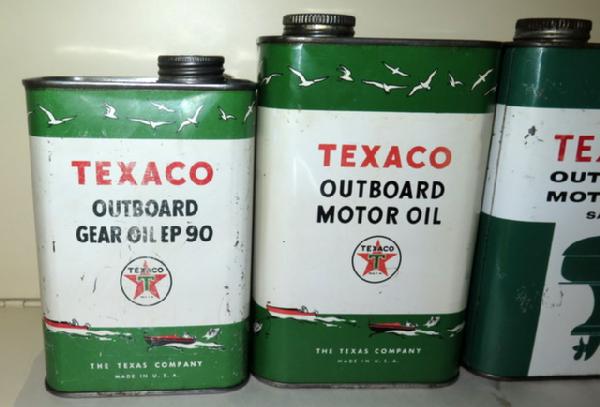 TEXACO
OUTBOARD
GEAR OIL EP 90
TEXACO
T
THE TEXAS COMPANY
MADE IN U. S. A.
TEXACO
OUTBOARD
MOTOR OIL
TEXACO
T
THE TEXAS COMPANY
MADE IN U. S. A.
TE
OUT
MOT
SA